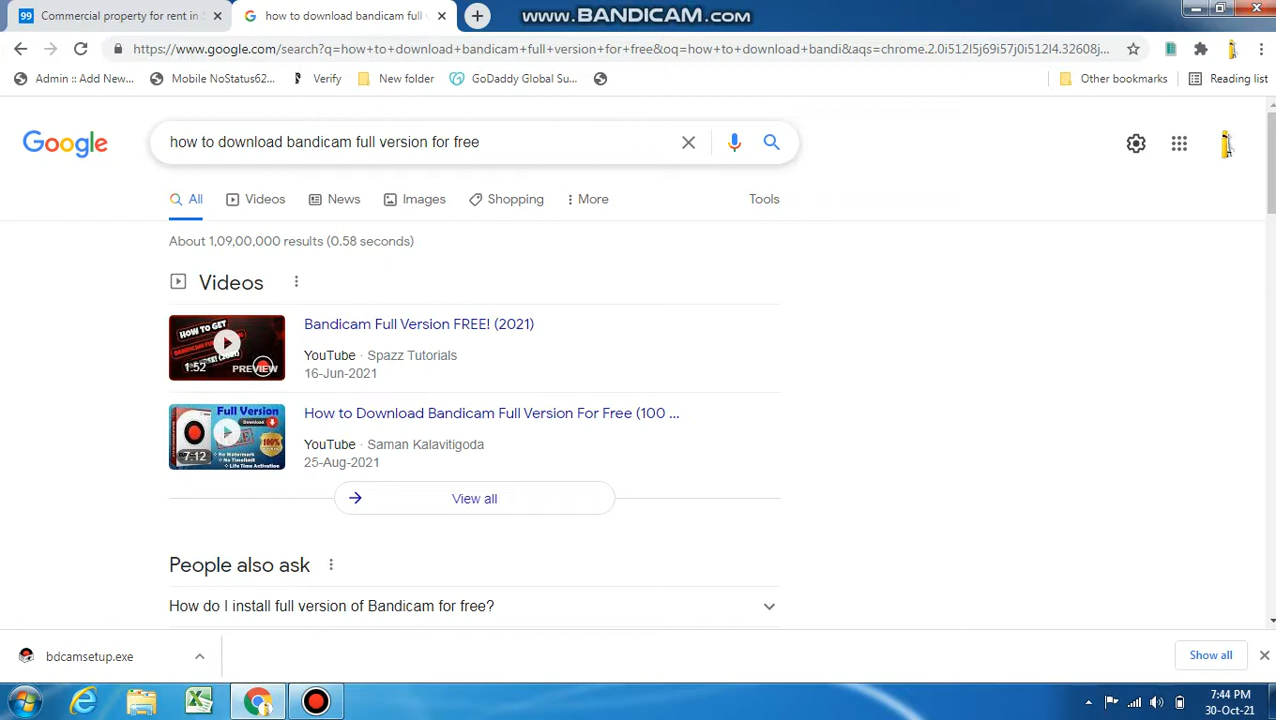 Commercial property for rent in S
how to download bandicam full v
www.BANDICAM.com
https://www.google.com/search?q=how+to+download+bandicam+full+version+for+free&oq=how+to+download+bandi&aqs=chrome.2.0i512l5j69i57j0i512l4.32608j...
Admin :: Add New...
Mobile NoStatus62...
Verify
New folder
GoDaddy Global Su...
Other bookmarks
Reading list
Google
how to download bandicam full version for free
All
Videos
News
Images
Shopping
More
Tools
About 1,09,00,000 results (0.58 seconds)
Videos
HOW TO GET
1:52
PREVIEW
Bandicam Full Version FREE! (2021)
YouTube · Spazz Tutorials
16-Jun-2021
Full Version
Download
7:12
How to Download Bandicam Full Version For Free (100 ...
YouTube · Saman Kalavitigoda
25-Aug-2021
View all
People also ask
How do I install full version of Bandicam for free?
bdcamsetup.exe
Show all
7:44 PM
30-Oct-21